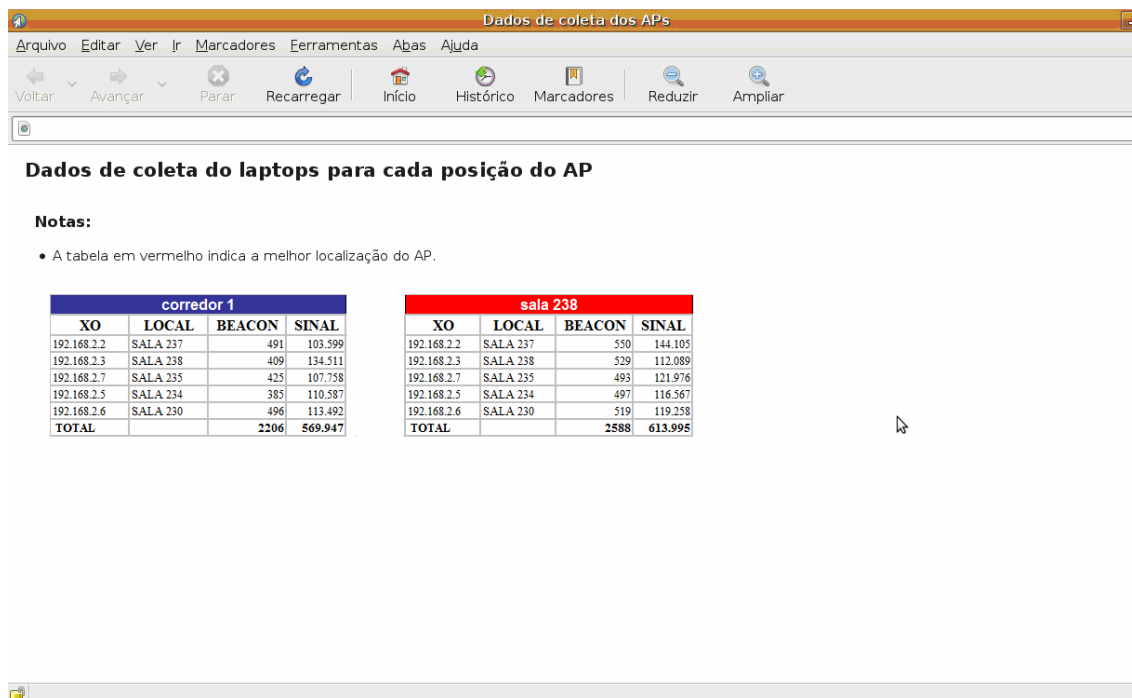 Dados de coleta dos APs
Arquivo Editar Ver Ir Marcadores Ferramentas Abas Ajuda
Voltar Avançar Parar Recarregar Início Histórico Marcadores Reduzir Ampliar
Dados de coleta do laptops para cada posição do AP
Notas:
• A tabela em vermelho indica a melhor localização do AP.
corredor 1
XO LOCAL BEACON SINAL
192.168.2.2 SALA 237 491 103.599
192.168.2.3 SALA 238 409 134.511
192.168.2.7 SALA 235 425 107.758
192.168.2.5 SALA 234 385 110.587
192.168.2.6 SALA 230 496 113.492
TOTAL 2206 569.947
sala 238
XO LOCAL BEACON SINAL
192.168.2.2 SALA 237 550 144.105
192.168.2.3 SALA 238 529 112.089
192.168.2.7 SALA 235 493 121.976
192.168.2.5 SALA 234 497 116.567
192.168.2.6 SALA 230 519 119.258
TOTAL 2588 613.995